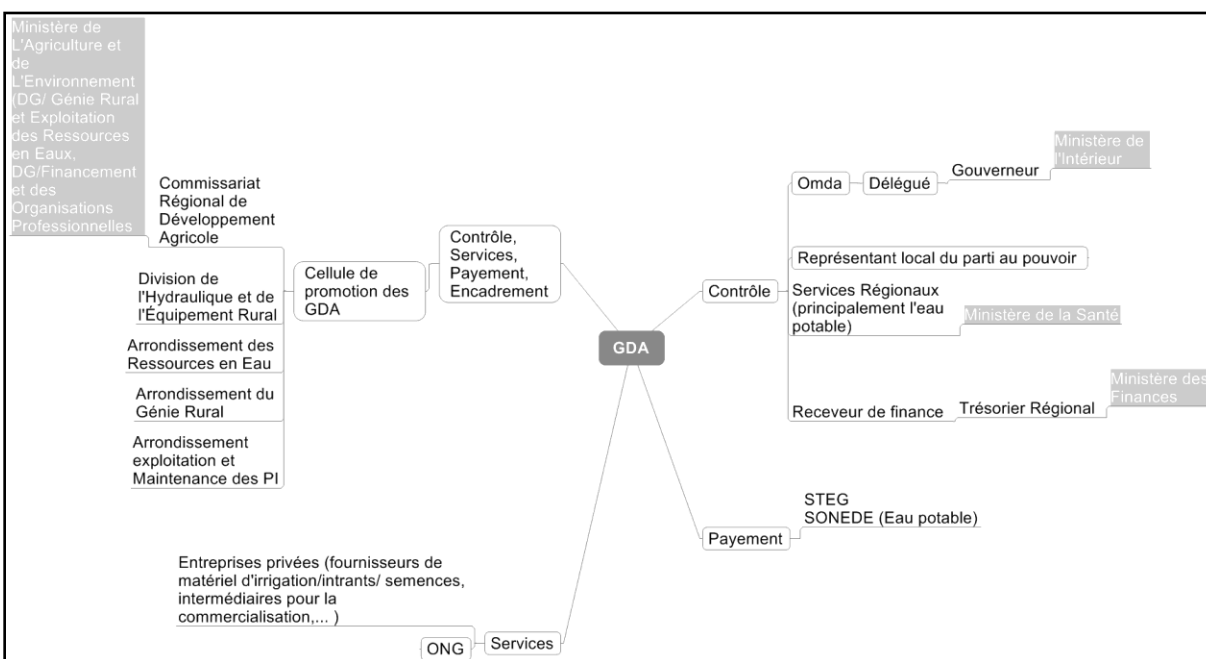 Ministère de
L'Agriculture et
de
L'Environnement
(DG/ Génie Rural
et Exploitation
des Ressources
en Eaux,
DG/Financement
et des
Organisations
Professionnelles
Commissariat
Régional de
Développement
Agricole
Division de
l'Hydraulique et de
l'Équipement Rural
Arrondissement des
Ressources en Eau
Arrondissement du
Génie Rural
Arrondissement
exploitation et
Maintenance des PI
Cellule de
promotion des
GDA
Contrôle,
Services,
Payement,
Encadrement
GDA
Contrôle
Omda
Délégué
Gouverneur
Ministère de
l'Intérieur
Représentant local du parti au pouvoir
Services Régionaux
(principalement l'eau
potable)
Ministère de la Santé
Receveur de finance
Trésorier Régional
Ministère des
Finances
Payement
STEG
SONEDE (Eau potable)
Entreprises privées (fournisseurs de
matériel d'irrigation/intrants/ semences,
intermédiaires pour la
commercialisation,... )
ONG
Services